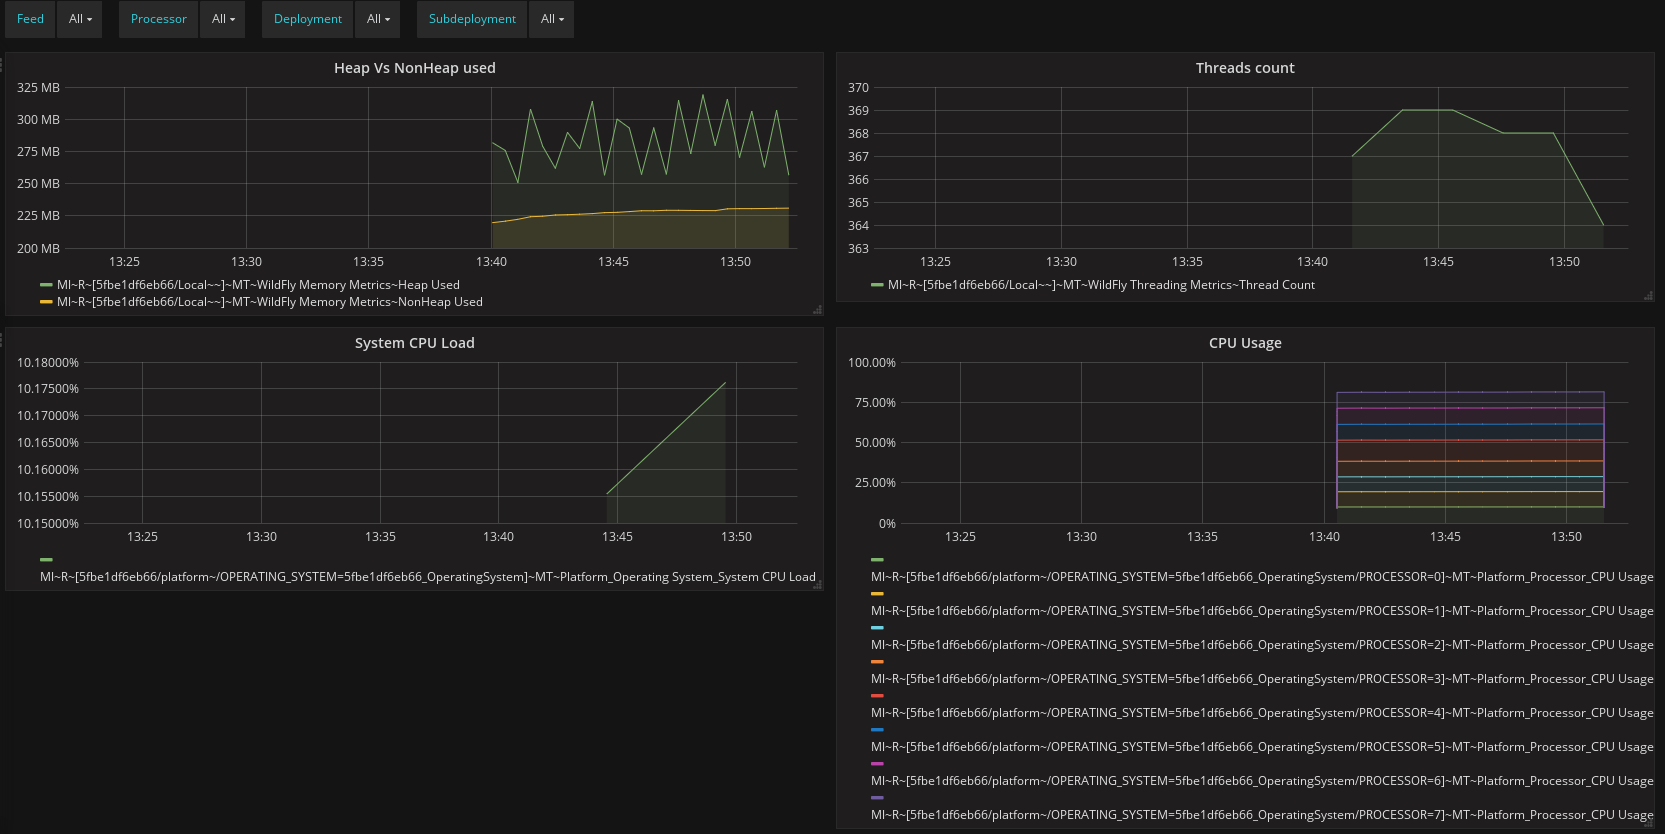 Feed All Processor All Deployment All Subdeployment All
Heap Vs NonHeap used
325 MB
300 MB
275 MB
250 MB
225 MB
200 MB
13:25 13:30 13:35 13:40 13:45 13:50
MI~R~[5fbe1df6eb66/Local~~]~MT~WildFly Memory Metrics~Heap Used
MI~R~[5fbe1df6eb66/Local~~]~MT~WildFly Memory Metrics~NonHeap Used
Threads count
370
369
368
367
366
365
364
363
13:25 13:30 13:35 13:40 13:45 13:50
MI~R~[5fbe1df6eb66/Local~~]~MT~WildFly Threading Metrics~Thread Count
System CPU Load
10.18000%
10.17500%
10.17000%
10.16500%
10.16000%
10.15500%
10.15000%
13:25 13:30 13:35 13:40 13:45 13:50
MI~R~[5fbe1df6eb66/platform~/OPERATING_SYSTEM=5fbe1df6eb66_OperatingSystem]~MT~Platform_Operating System_System CPU Load
CPU Usage
100.00%
75.00%
50.00%
25.00%
0%
13:25 13:30 13:35 13:40 13:45 13:50
MI~R~[5fbe1df6eb66/platform~/OPERATING_SYSTEM=5fbe1df6eb66_OperatingSystem/PROCESSOR=0]~MT~Platform_Processor_CPU Usage
MI~R~[5fbe1df6eb66/platform~/OPERATING_SYSTEM=5fbe1df6eb66_OperatingSystem/PROCESSOR=1]~MT~Platform_Processor_CPU Usage
MI~R~[5fbe1df6eb66/platform~/OPERATING_SYSTEM=5fbe1df6eb66_OperatingSystem/PROCESSOR=2]~MT~Platform_Processor_CPU Usage
MI~R~[5fbe1df6eb66/platform~/OPERATING_SYSTEM=5fbe1df6eb66_OperatingSystem/PROCESSOR=3]~MT~Platform_Processor_CPU Usage
MI~R~[5fbe1df6eb66/platform~/OPERATING_SYSTEM=5fbe1df6eb66_OperatingSystem/PROCESSOR=4]~MT~Platform_Processor_CPU Usage
MI~R~[5fbe1df6eb66/platform~/OPERATING_SYSTEM=5fbe1df6eb66_OperatingSystem/PROCESSOR=5]~MT~Platform_Processor_CPU Usage
MI~R~[5fbe1df6eb66/platform~/OPERATING_SYSTEM=5fbe1df6eb66_OperatingSystem/PROCESSOR=6]~MT~Platform_Processor_CPU Usage
MI~R~[5fbe1df6eb66/platform~/OPERATING_SYSTEM=5fbe1df6eb66_OperatingSystem/PROCESSOR=7]~MT~Platform_Processor_CPU Usage